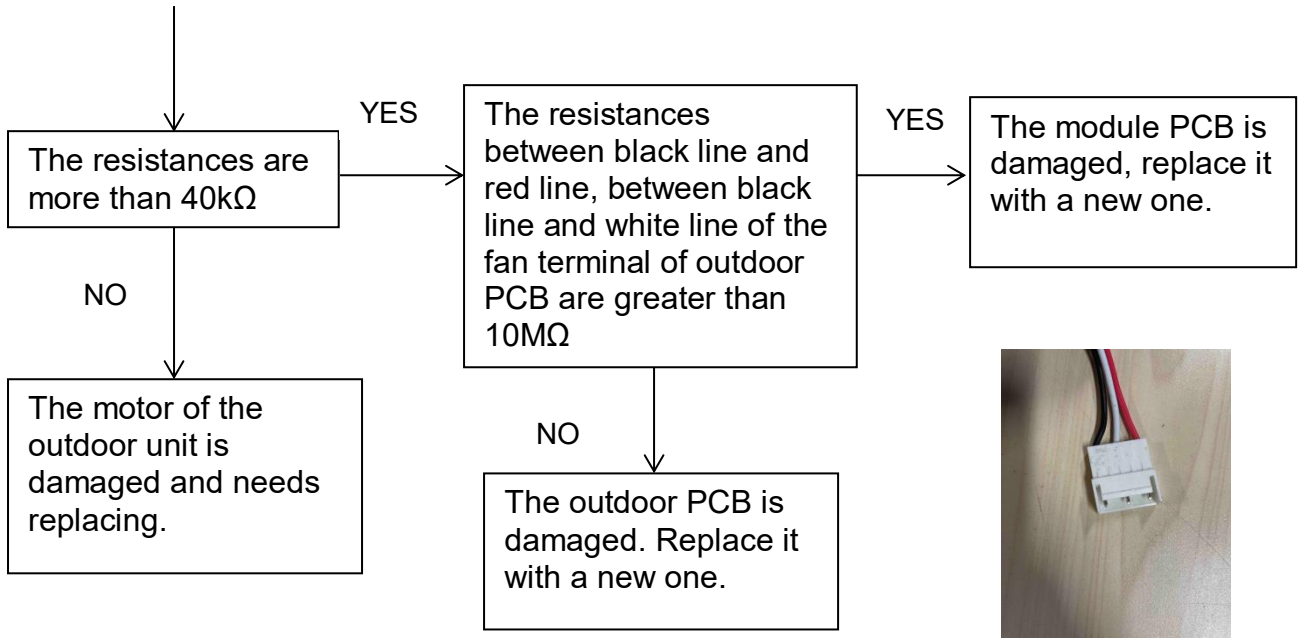 The resistances are
more than 40kΩ
YES
The resistances
between black line and
red line, between black
line and white line of the
fan terminal of outdoor
PCB are greater than
10MΩ
YES
The module PCB is
damaged, replace it
with a new one.
NO
The motor of the
outdoor unit is
damaged and needs
replacing.
NO
The outdoor PCB is
damaged. Replace it
with a new one.